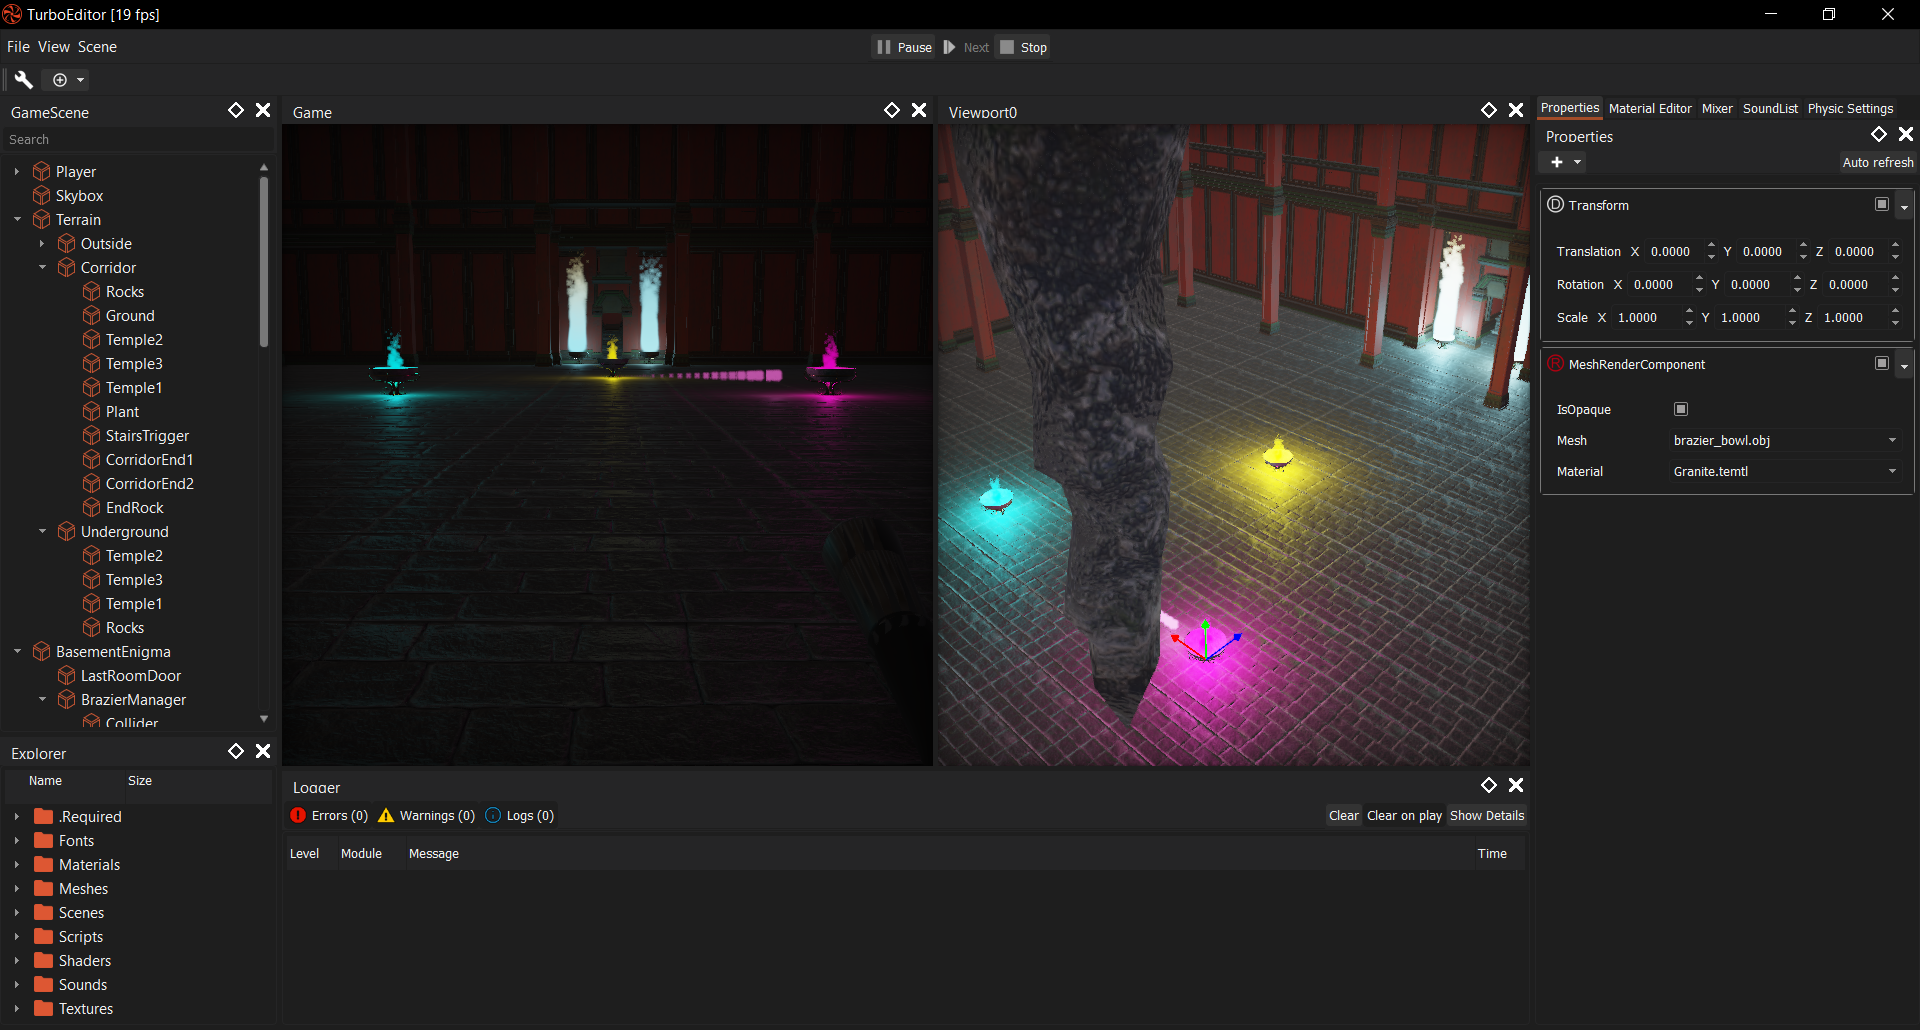 TurboEditor [19 fps]
File View Scene
Pause Next Stop
GameScene
Search
Player
Skybox
Terrain
Outside
Corridor
Rocks
Ground
Temple2
Temple3
Temple1
Plant
StairsTrigger
CorridorEnd1
CorridorEnd2
EndRock
Underground
Temple2
Temple3
Temple1
Rocks
BasementEnigma
LastRoomDoor
BrazierManager
Collider
Explorer
Name Size
.Required
Fonts
Materials
Meshes
Scenes
Scripts
Shaders
Sounds
Textures
Game
Viewport0
Logger
Errors (0) Warnings (0) Logs (0) Clear Clear on play Show Details
Level Module Message Time
Properties Material Editor Mixer SoundList Physic Settings
Properties
Auto refresh
D Transform
Translation X 0.0000 Y 0.0000 Z 0.0000
Rotation X 0.0000 Y 0.0000 Z 0.0000
Scale X 1.0000 Y 1.0000 Z 1.0000
R MeshRenderComponent
IsOpaque
Mesh brazier_bowl.obj
Material Granite.temtl